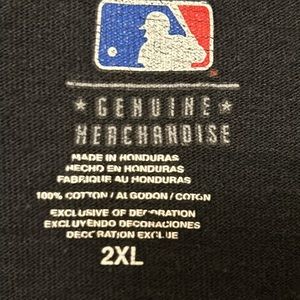 ★ GENUINE ★
MERCHANDISE
MADE IN HONDURAS
HECHO EN HONDURAS
FABRIQUE AU HONDURAS
100% COTTON / ALGODON / COTON
EXCLUSIVE OF DECORATION
EXCLUYENDO DECORACIONES
DECORATION EXCLUE
2XL